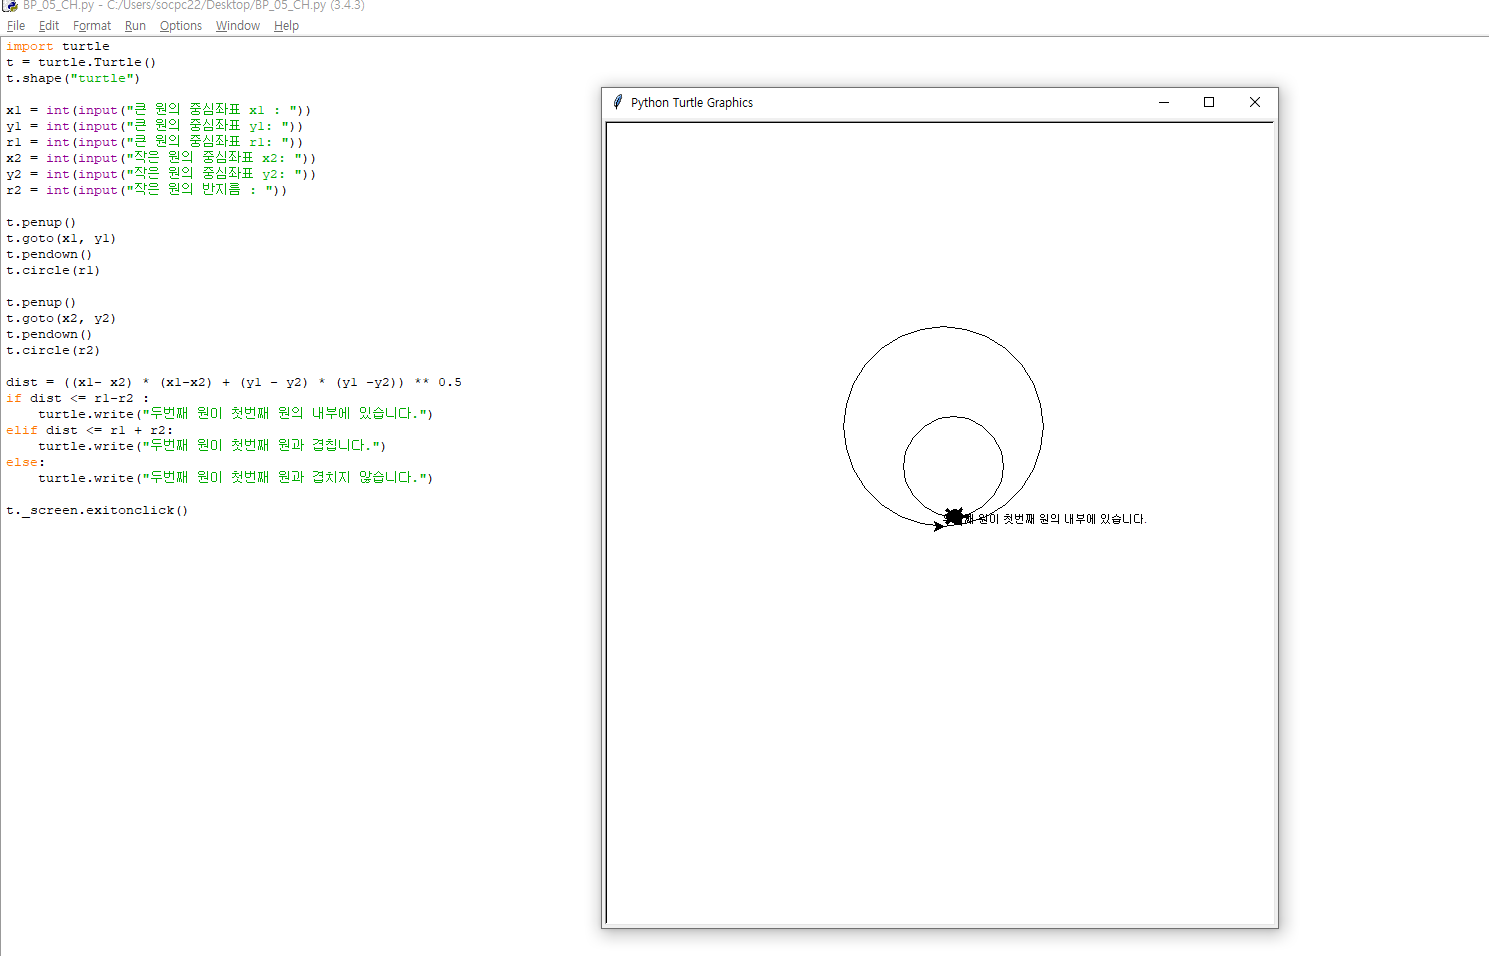 BP_05_CH.py - C:/Users/socpc22/Desktop/BP_05_CH.py (3.4.3)
File Edit Format Run Options Window Help
import turtle
t = turtle.Turtle()
t.shape("turtle")
x1 = int(input("큰 원의 중심좌표 x1 : "))
y1 = int(input("큰 원의 중심좌표 y1: "))
r1 = int(input("큰 원의 중심좌표 r1: "))
x2 = int(input("작은 원의 중심좌표 x2: "))
y2 = int(input("작은 원의 중심좌표 y2: "))
r2 = int(input("작은 원의 반지름 : "))
t.penup()
t.goto(x1, y1)
t.pendown()
t.circle(r1)
t.penup()
t.goto(x2, y2)
t.pendown()
t.circle(r2)
dist = ((x1- x2) * (x1-x2) + (y1 - y2) * (y1 -y2)) ** 0.5
if dist <= r1-r2 :
    turtle.write("두번째 원이 첫번째 원의 내부에 있습니다.")
elif dist <= r1 + r2:
    turtle.write("두번째 원이 첫번째 원과 겹칩니다.")
else:
    turtle.write("두번째 원이 첫번째 원과 겹치지 않습니다.")
t._screen.exitonclick()
Python Turtle Graphics
원이 첫번째 원의 내부에 있습니다.